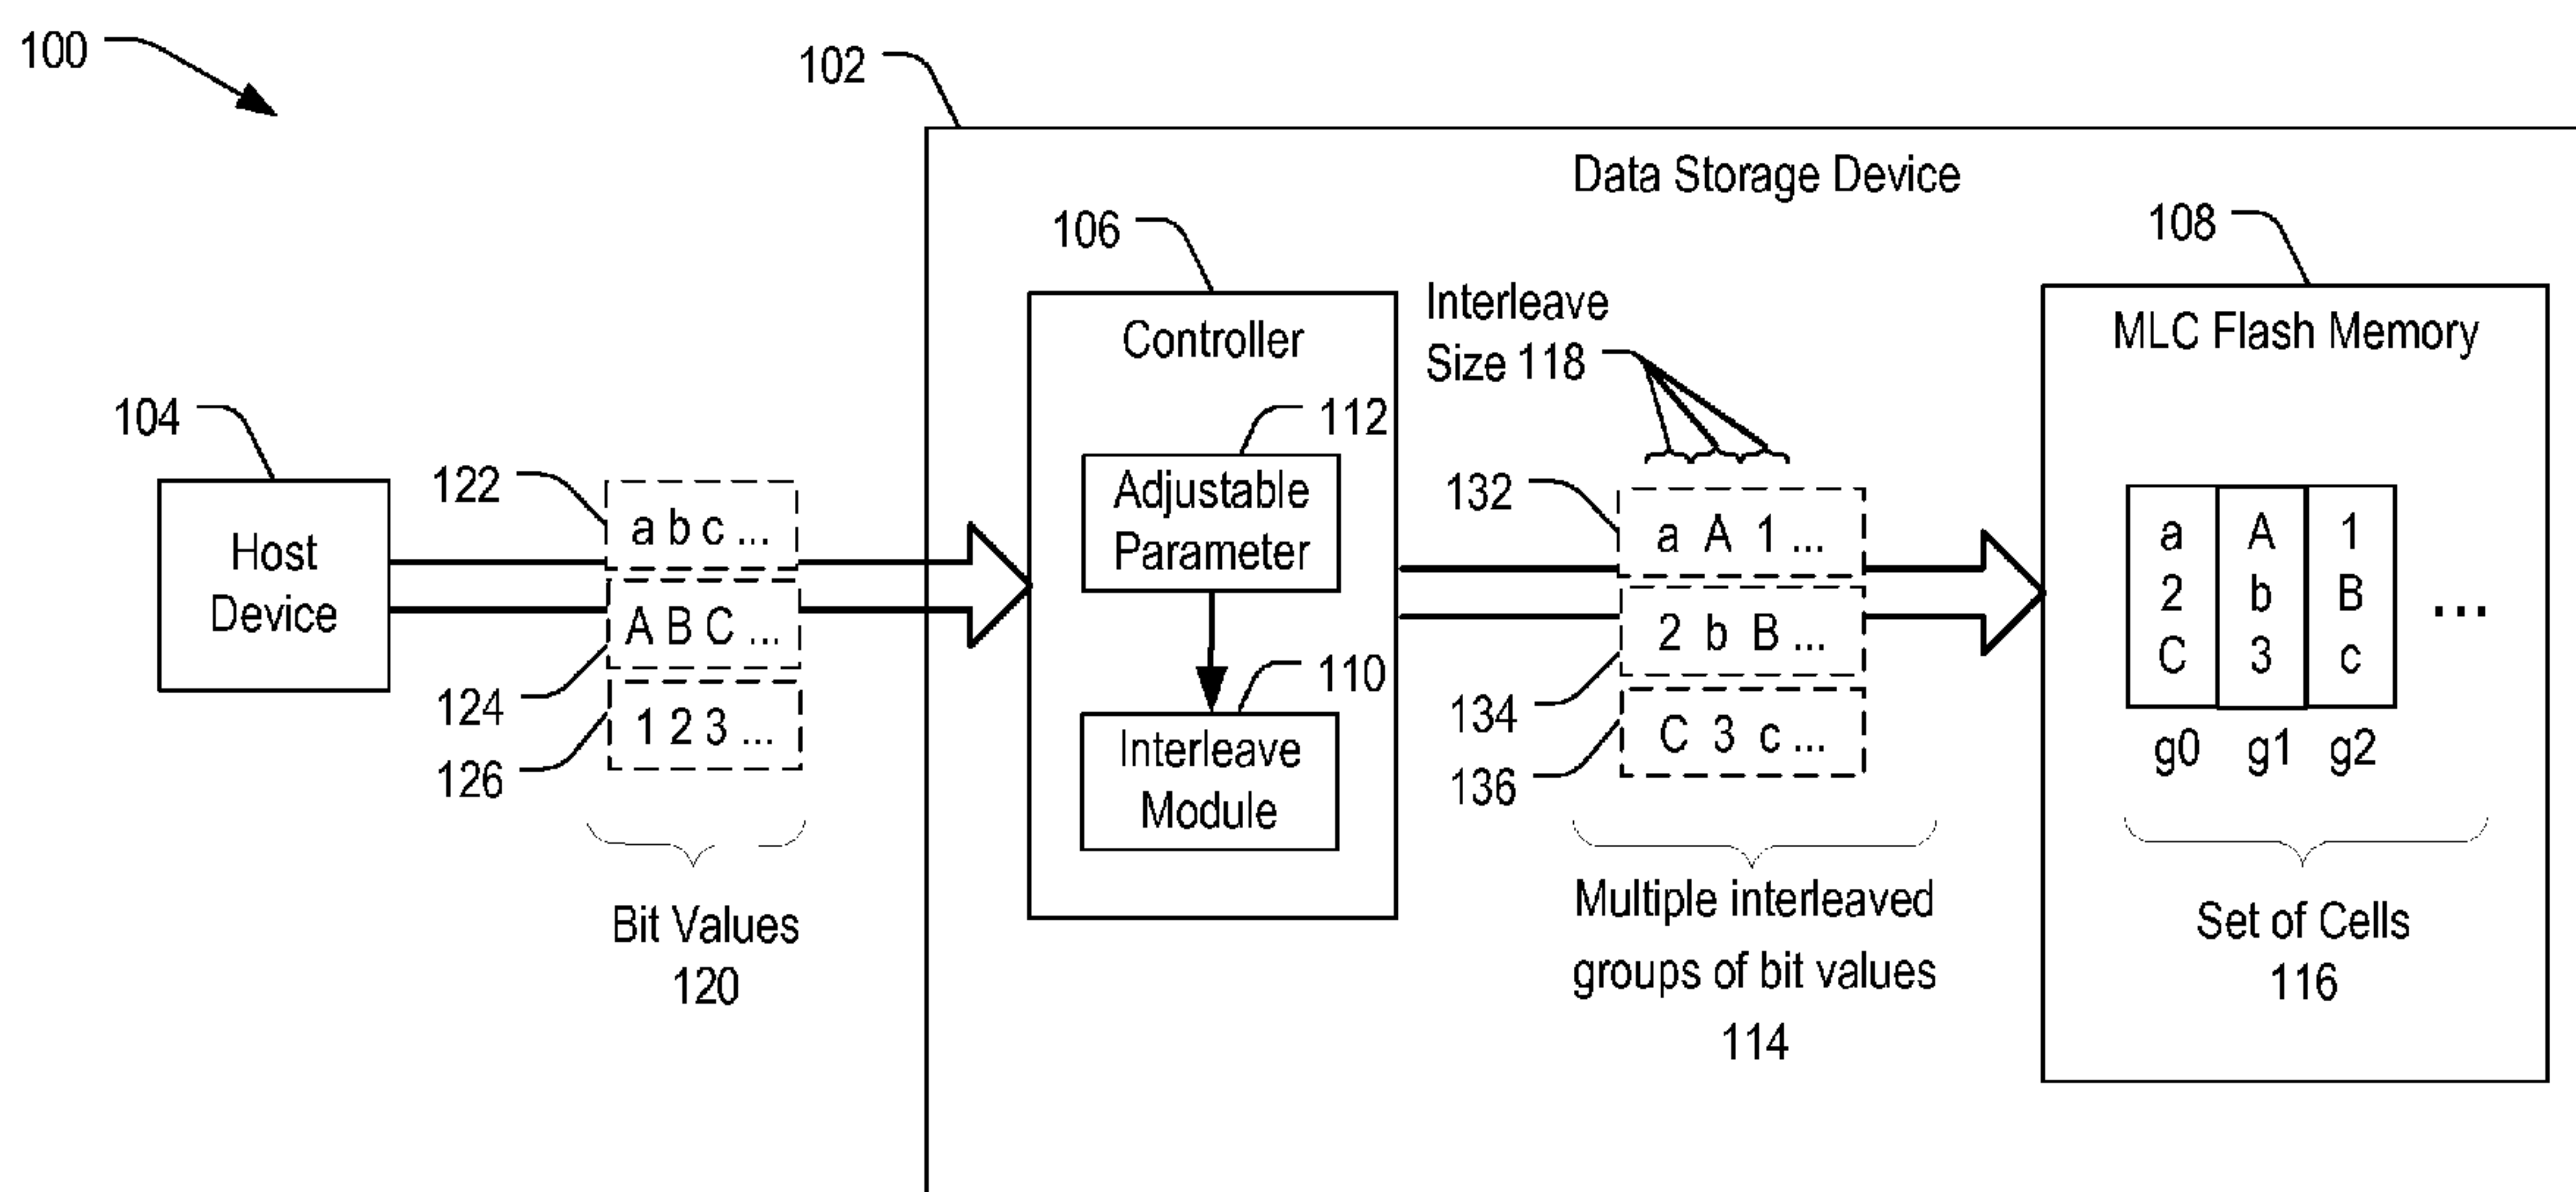 100
102
Data Storage Device
106
108
Interleave
Size 118
Controller
MLC Flash Memory
104
112
122
Adjustable
Parameter
132
a b c ...
a A 1 ...
a A 1
Host
Device
A B C ...
2 b B ...
2 b B ...
124
110
134
C 3 c
1 2 3 ...
C 3 c ...
126
Interleave
Module
136
g0 g1 g2
Bit Values
120
Multiple interleaved
groups of bit values
114
Set of Cells
116